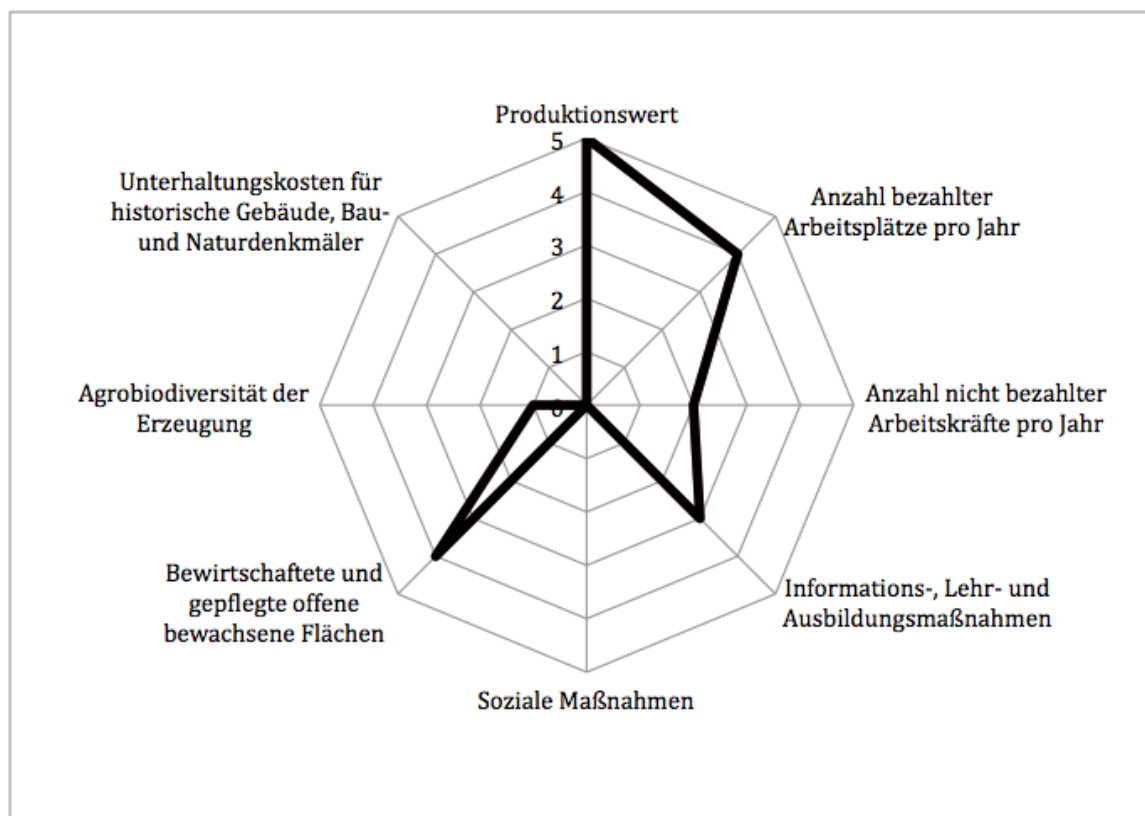 Produktionswert
5
4
3
2
1
0
Anzahl bezahlter
Arbeitsplätze pro Jahr
Anzahl nicht bezahlter
Arbeitskräfte pro Jahr
Informations-, Lehr- und
Ausbildungsmaßnahmen
Soziale Maßnahmen
Bewirtschaftete und
gepflegte offene
bewachsene Flächen
Agrobiodiversität der
Erzeugung
Unterhaltungskosten für
historische Gebäude, Bau-
und Naturdenkmäler